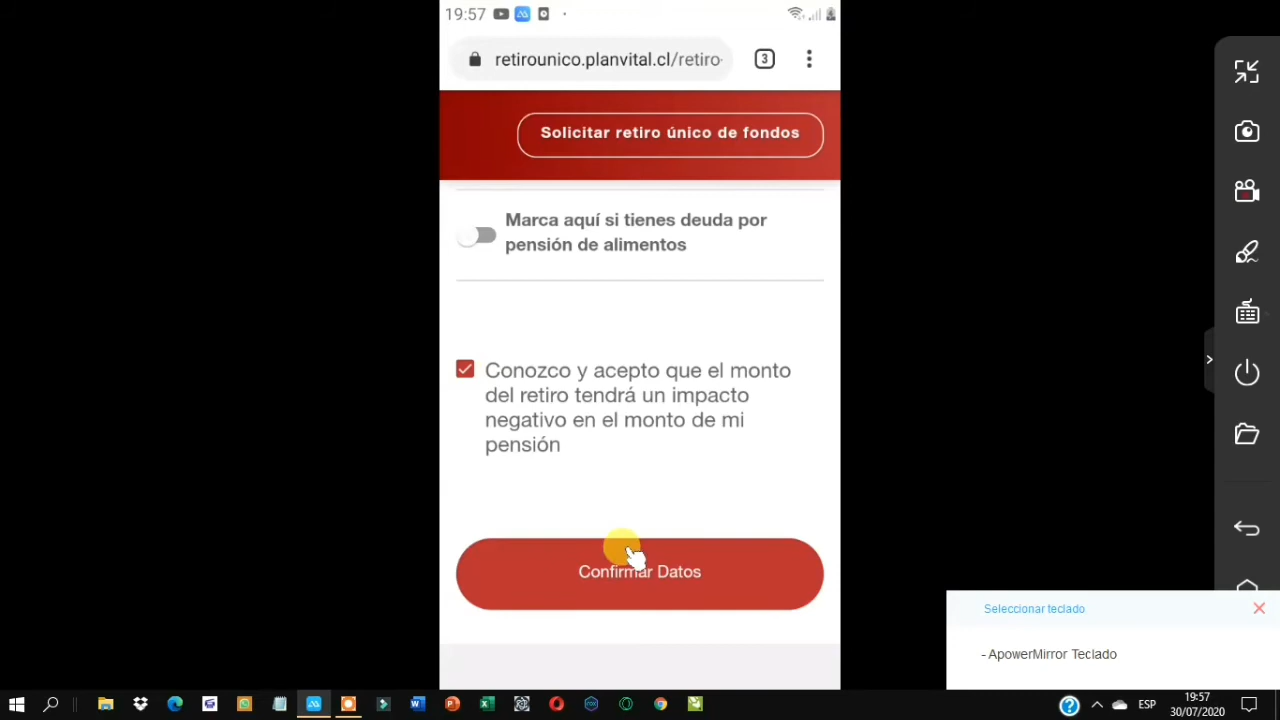 19:57
retirounico.planvital.cl/retiro-
3
Solicitar retiro único de fondos
Marca aquí si tienes deuda por
pensión de alimentos
Conozco y acepto que el monto
del retiro tendrá un impacto
negativo en el monto de mi
pensión
Confirmar Datos
Seleccionar teclado
- ApowerMirror Teclado
ESP
19:57
30/07/2020